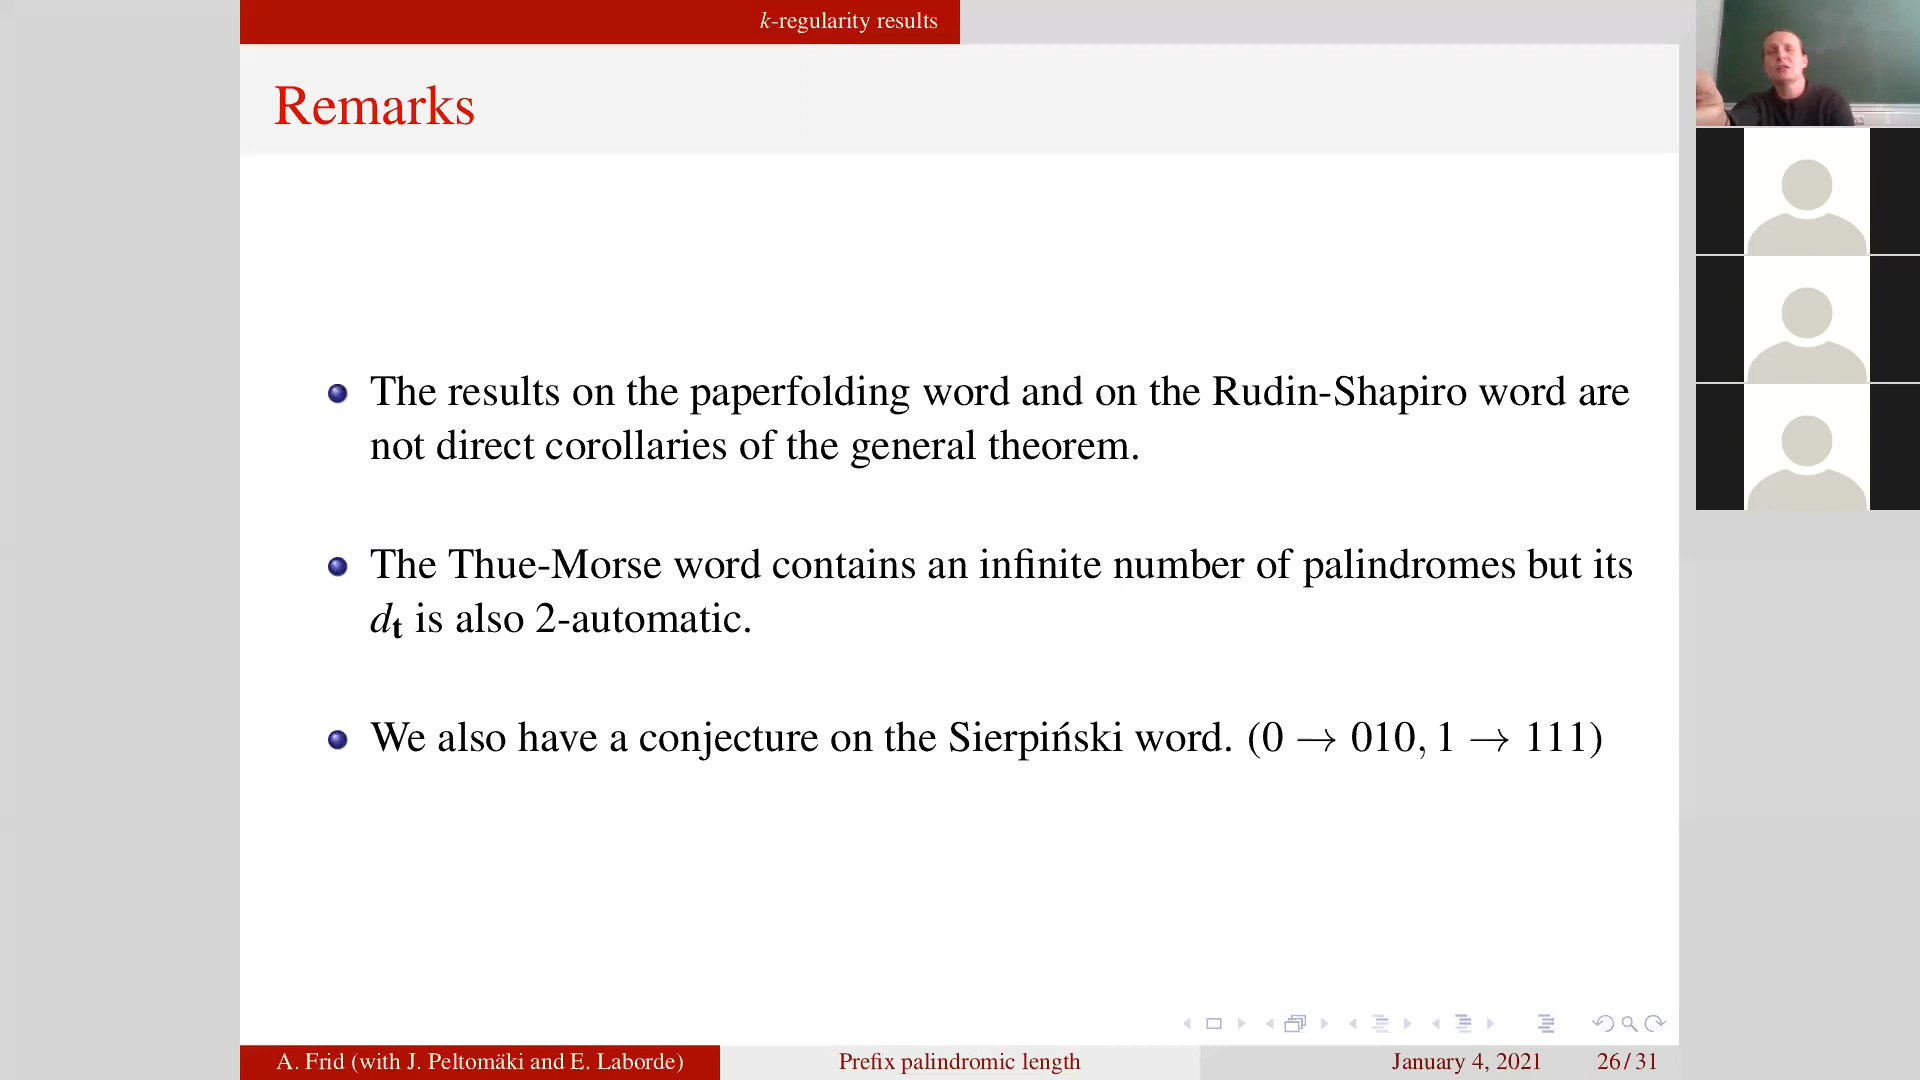 k-regularity results
Remarks
The results on the paperfolding word and on the Rudin-Shapiro word are
not direct corollaries of the general theorem.
The Thue-Morse word contains an infinite number of palindromes but its
d_t is also 2-automatic.
We also have a conjecture on the Sierpiński word. (0 → 010, 1 → 111)
A. Frid (with J. Peltomäki and E. Laborde)
Prefix palindromic length
January 4, 2021
26 / 31